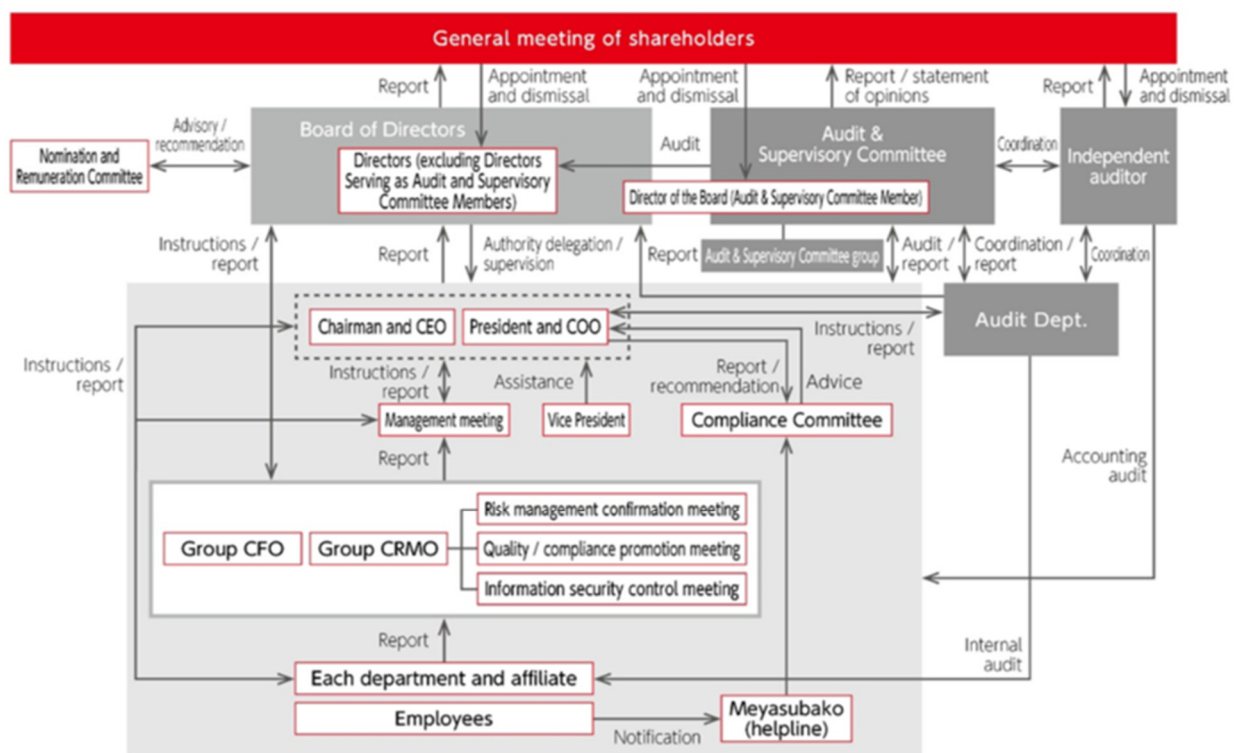 General meeting of shareholders
Report
Appointment
and dismissal
Appointment
and dismissal
Report / statement
of opinions
Report
Appointment
and dismissal
Board of Directors
Audit &
Supervisory Committee
Independent
auditor
Advisory /
recommendation
Nomination and
Remuneration Committee
Directors (excluding Directors
Serving as Audit and Supervisory
Committee Members)
Audit
Director of the Board (Audit & Supervisory Committee Member)
Coordination
Instructions /
report
Report
Authority delegation /
supervision
Report
Audit & Supervisory Committee group
Audit /
report
Coordination /
report
Coordination
Chairman and CEO
President and COO
Audit Dept.
Instructions /
report
Instructions /
report
Instructions /
report
Assistance
Report /
recommendation
Advice
Management meeting
Vice President
Compliance Committee
Report
Accounting
audit
Group CFO
Group CRMO
Risk management confirmation meeting
Quality / compliance promotion meeting
Information security control meeting
Report
Internal
audit
Each department and affiliate
Employees
Notification
Meyasubako
(helpline)